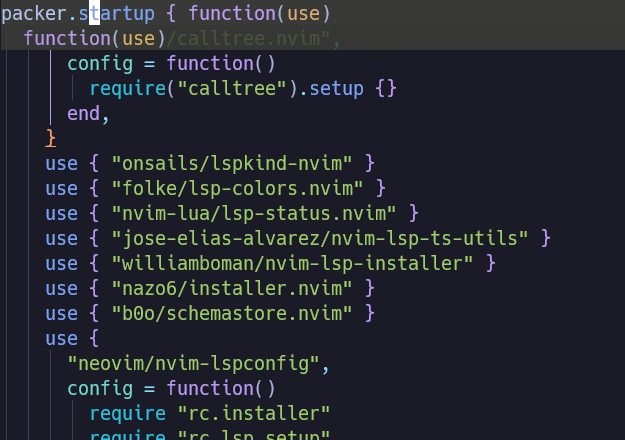 packer.startup { function(use)
function(use)/calltree.nvim",
config = function()
require("calltree").setup {}
end,
}
use { "onsails/lspkind-nvim" }
use { "folke/lsp-colors.nvim" }
use { "nvim-lua/lsp-status.nvim" }
use { "jose-elias-alvarez/nvim-lsp-ts-utils" }
use { "williamboman/nvim-lsp-installer" }
use { "nazo6/installer.nvim" }
use { "b0o/schemastore.nvim" }
use {
"neovim/nvim-lspconfig",
config = function()
require "rc.installer"
require "rc.lsp.setup"